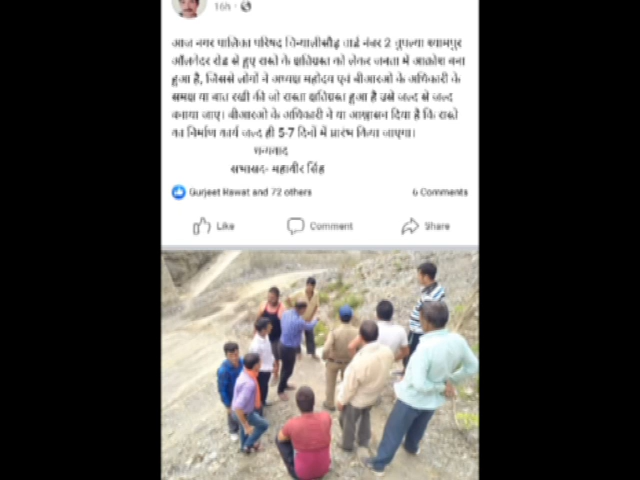 16h
आज नगर पालिका परिषद चिन्यालीसौड़ वार्ड नंबर 2 श्यामपुर
ऑलवेदर रोड से हुए रास्ते के क्षतिग्रस्त को लेकर जनता में आक्रोश बना
हुआ है, जिससे लोगों ने अध्यक्ष महोदय एवं बीआरओ के अधिकारी के
समक्ष या बात रखी की जो रास्ता क्षतिग्रस्त हुआ है उसे जल्द से जल्द
बनाया जाए। बीआरओ के अधिकारी ने या आश्वासन दिया है कि रास्ते
का निर्माण कार्य जल्द ही 5-7 दिनों में प्रारंभ किया जाएगा।
धन्यवाद
सभासद- महावीर सिंह
Gurjeet Rawat and 72 others 6 Comments
Like Comment Share